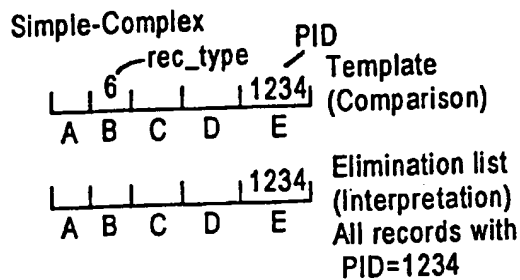 Simple-Complex
PID
rec_type
6 1234 Template
(Comparison)
A B C D E
Elimination list
1234 (Interpretation)
A B C D E All records with
PID=1234